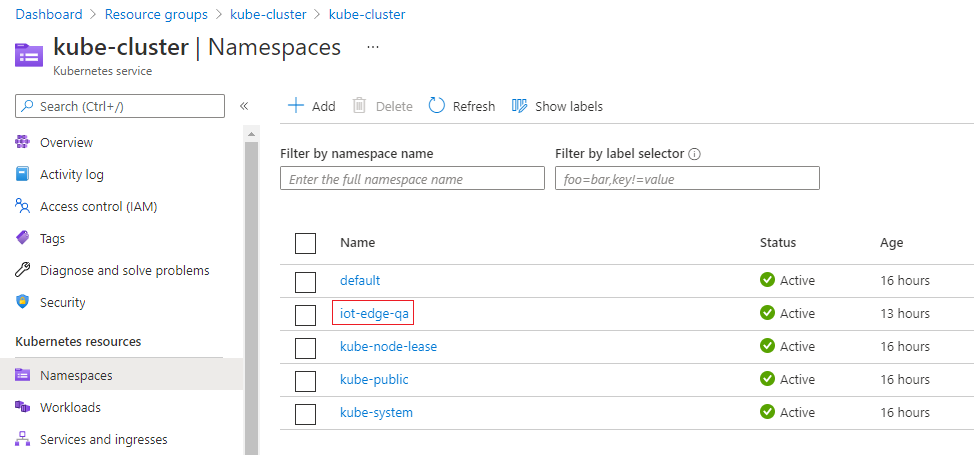 Dashboard > Resource groups > kube-cluster > kube-cluster
kube-cluster | Namespaces ...
Kubernetes service
Search (Ctrl+/) «
Overview
Activity log
Access control (IAM)
Tags
Diagnose and solve problems
Security
Kubernetes resources
Namespaces
Workloads
Services and ingresses
Add Delete Refresh Show labels
Filter by namespace name Filter by label selector
Enter the full namespace name foo=bar,key!=value
Name Status Age
default Active 16 hours
iot-edge-qa Active 13 hours
kube-node-lease Active 16 hours
kube-public Active 16 hours
kube-system Active 16 hours